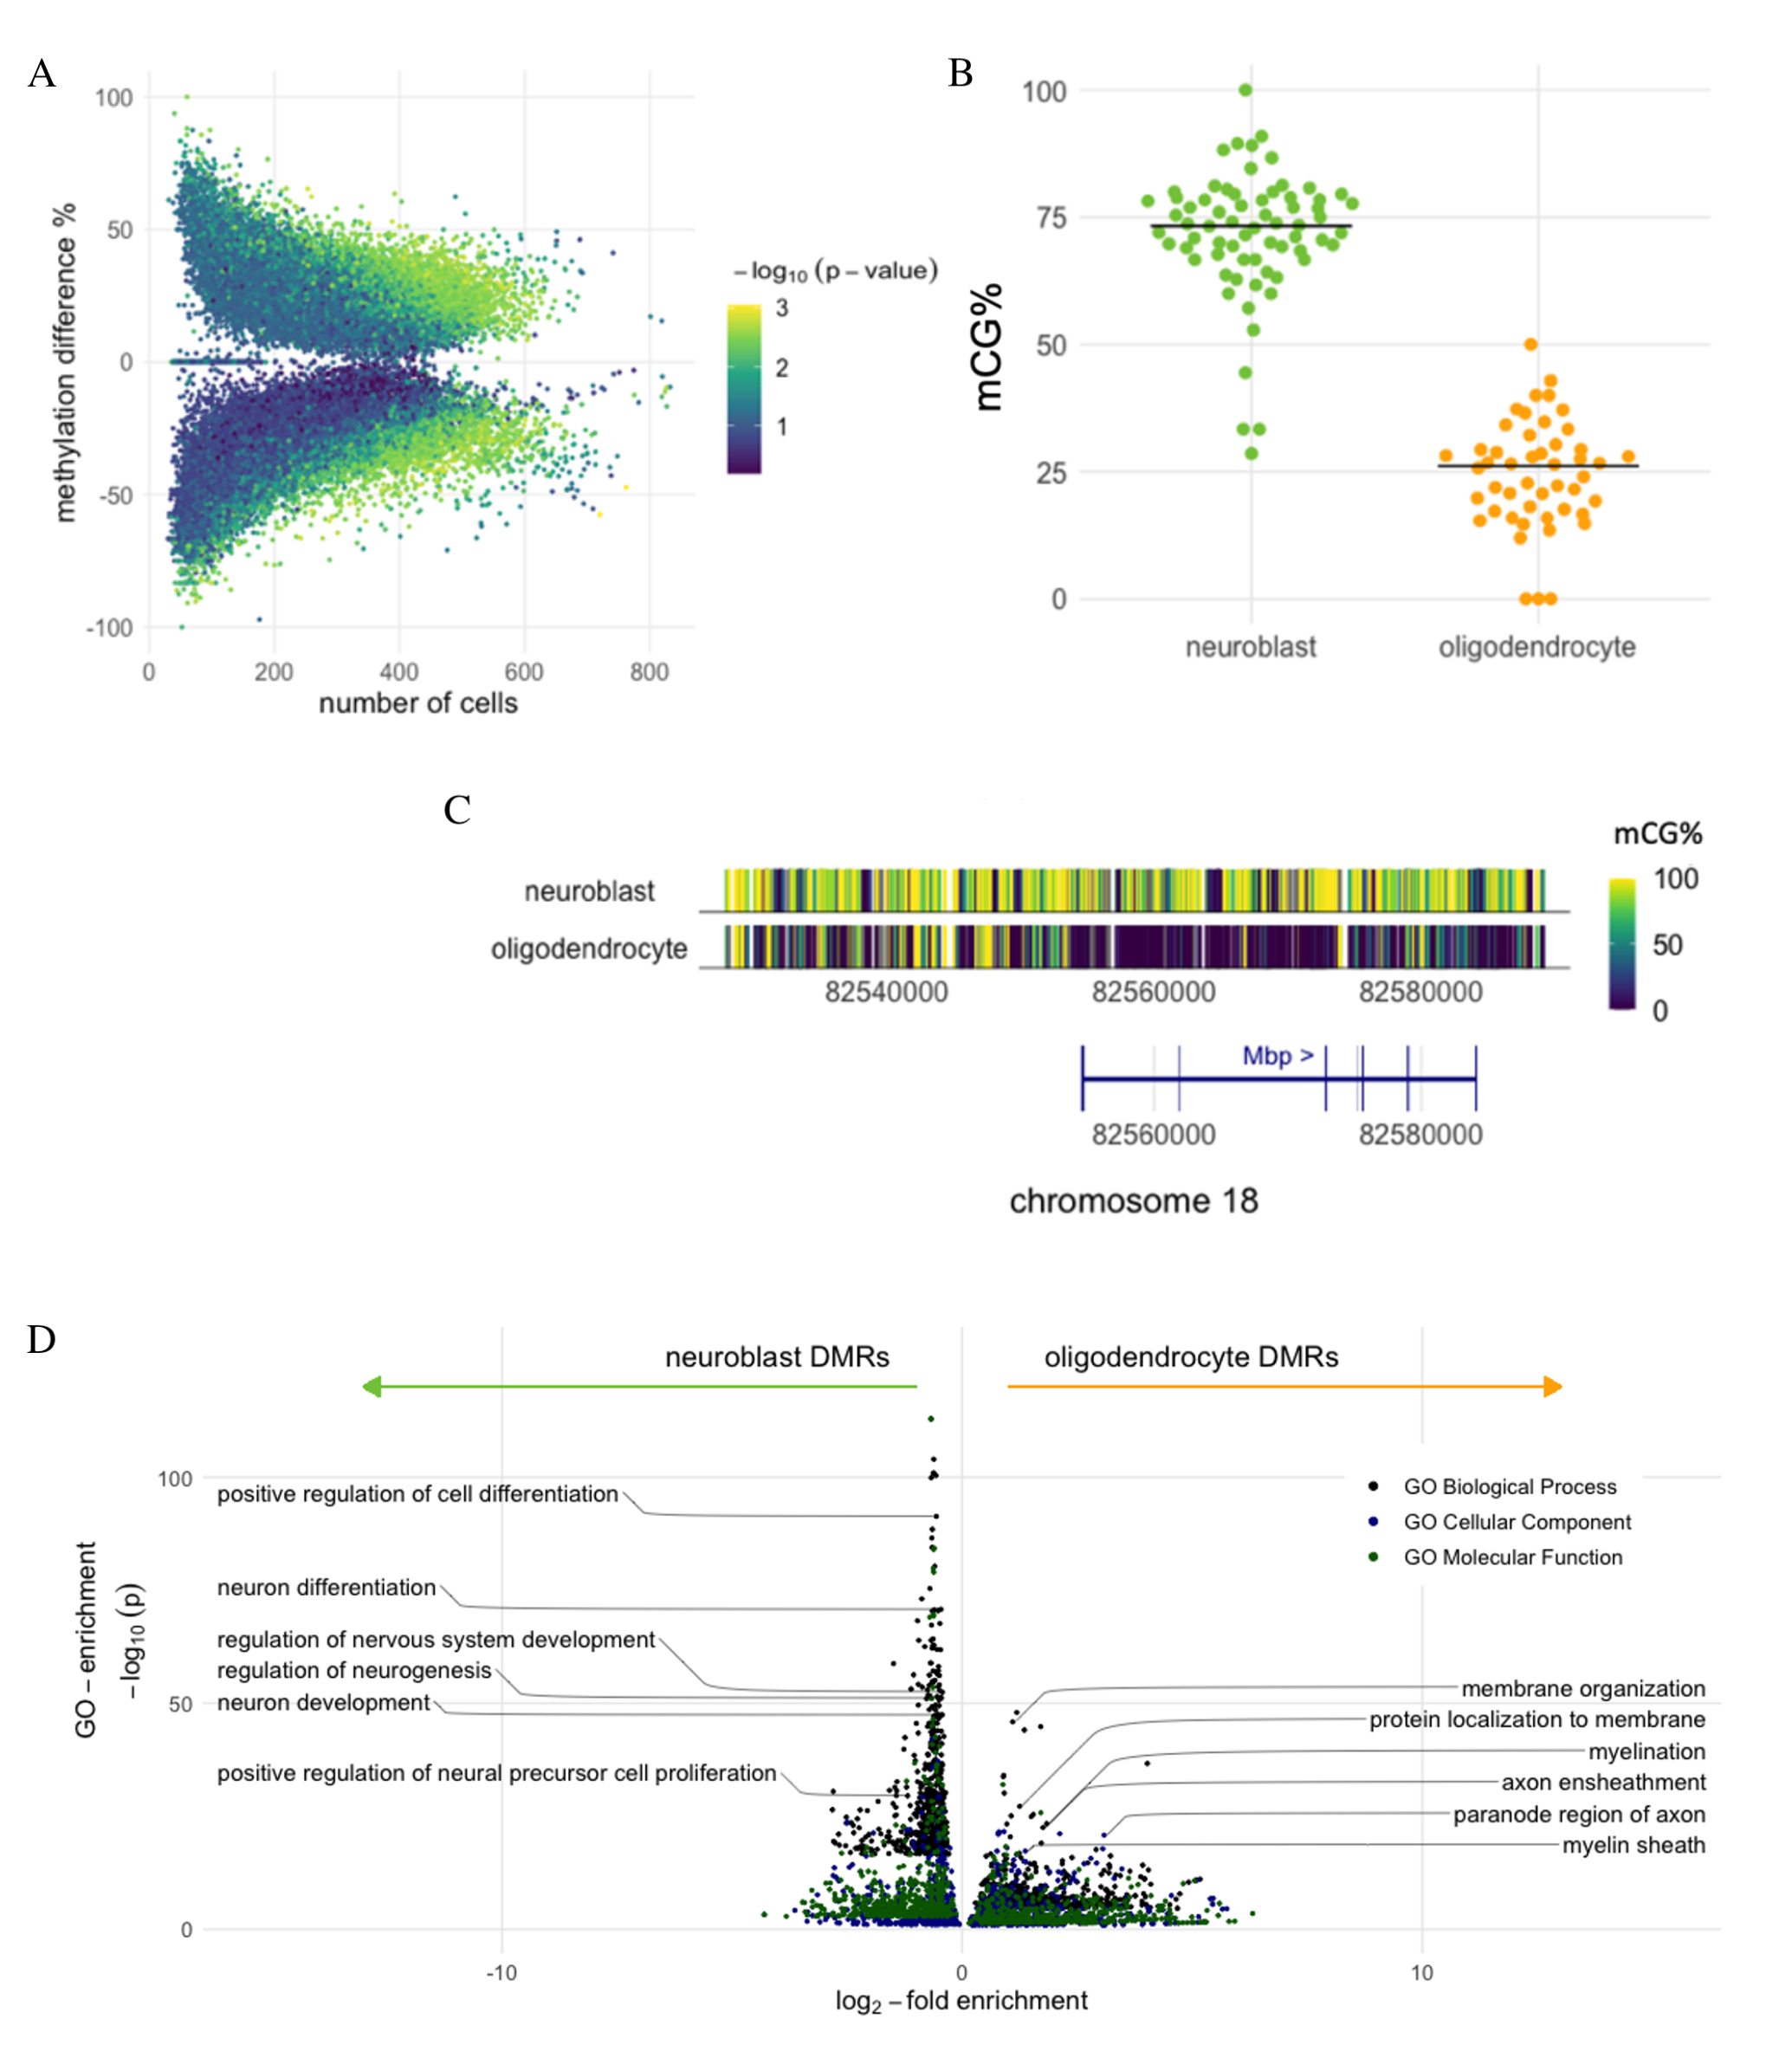 A
100
50
0
-50
-100
methylation difference %
0 200 400 600 800
number of cells
−log10 (p − value)
3
2
1
B
100
75
50
25
0
mCG%
neuroblast oligodendrocyte
C
mCG%
100
50
0
neuroblast
oligodendrocyte
82540000 82560000 82580000
Mbp >
82560000 82580000
chromosome 18
D
neuroblast DMRs oligodendrocyte DMRs
100
50
0
GO − enrichment
−log10 (p)
positive regulation of cell differentiation
neuron differentiation
regulation of nervous system development
regulation of neurogenesis
neuron development
positive regulation of neural precursor cell proliferation
GO Biological Process
GO Cellular Component
GO Molecular Function
membrane organization
protein localization to membrane
myelination
axon ensheathment
paranode region of axon
myelin sheath
-10 0 10
log2 − fold enrichment